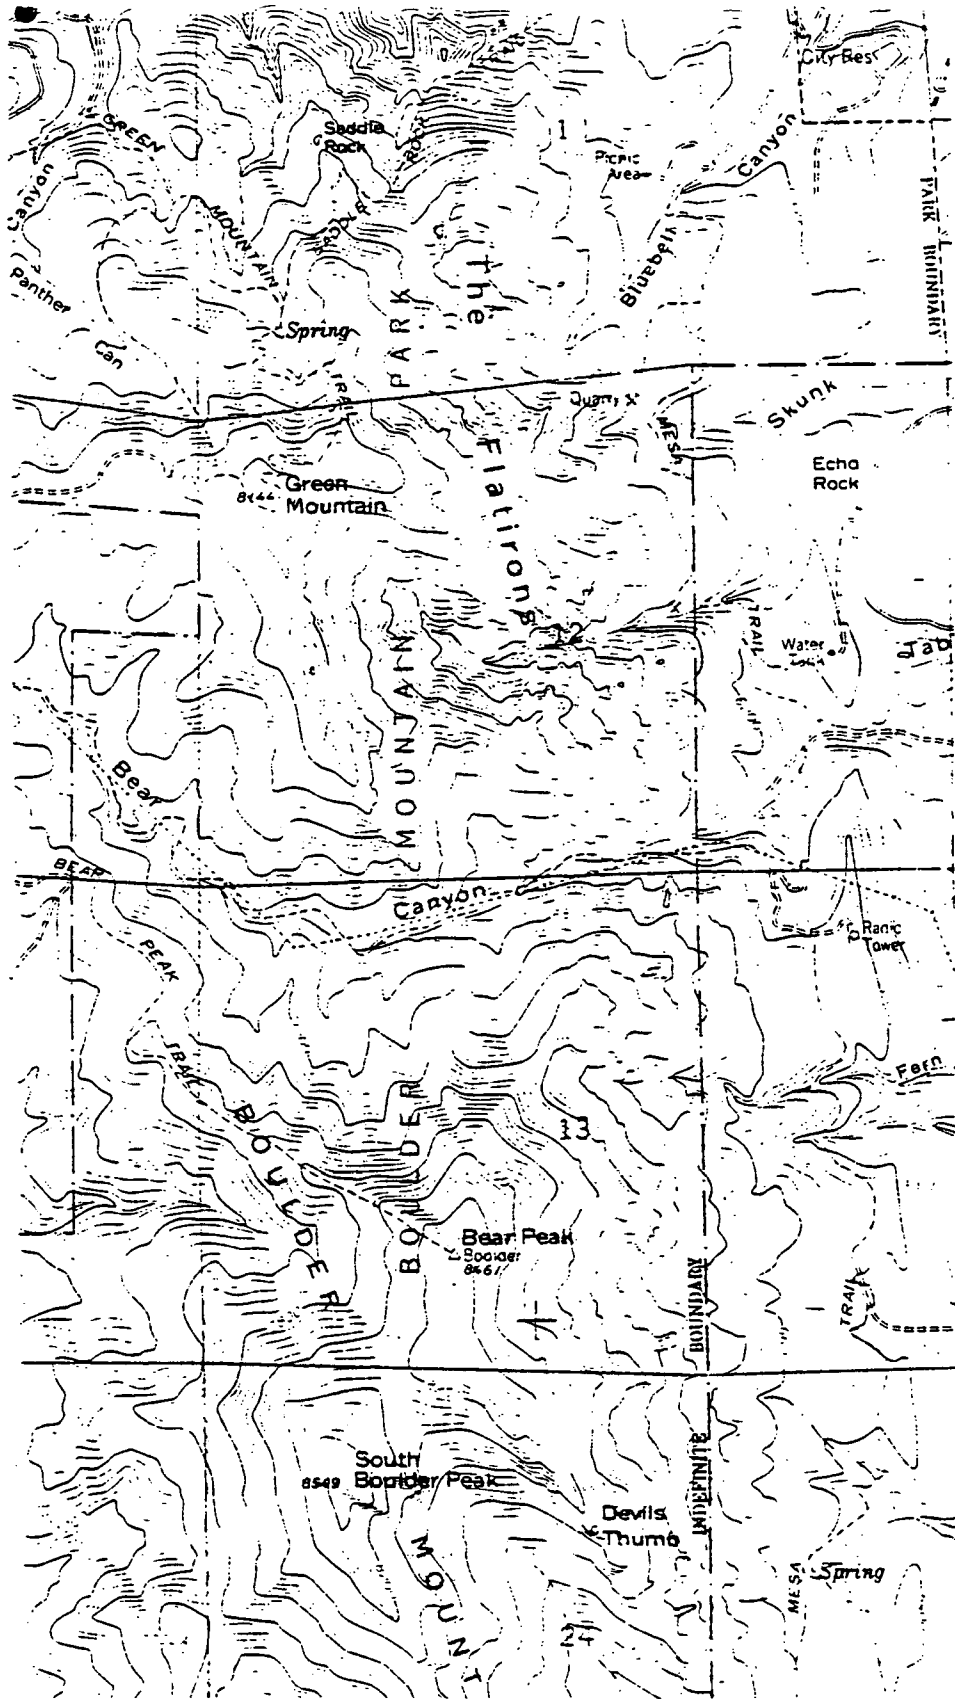 City Res
GREEN
Saddle
Rock
ROCK
1
Canyon
Picnic
Area
Canyon
MOUNTAIN
SADDLE
the
Bluebell
PARK BOUNDARY
Panther
Can
Spring
PARK
TRAIL
Quarry X
MESA
Skunk
Flatirons
Echo
Rock
Green
Mountain
8144
12
TRAIL
Water
Tab
MOUNTAIN
Bear
BEAR
Canyon
PEAK
Tower
TRAIL
Fern
BOULDER
BOULDER
13
Bear Peak
Boulder
8461
BOUNDARY
TRAIL
South
8549 Boulder Peak
INDEFINITE
Devils
Thumb
MOUNT
MESA
Spring
24